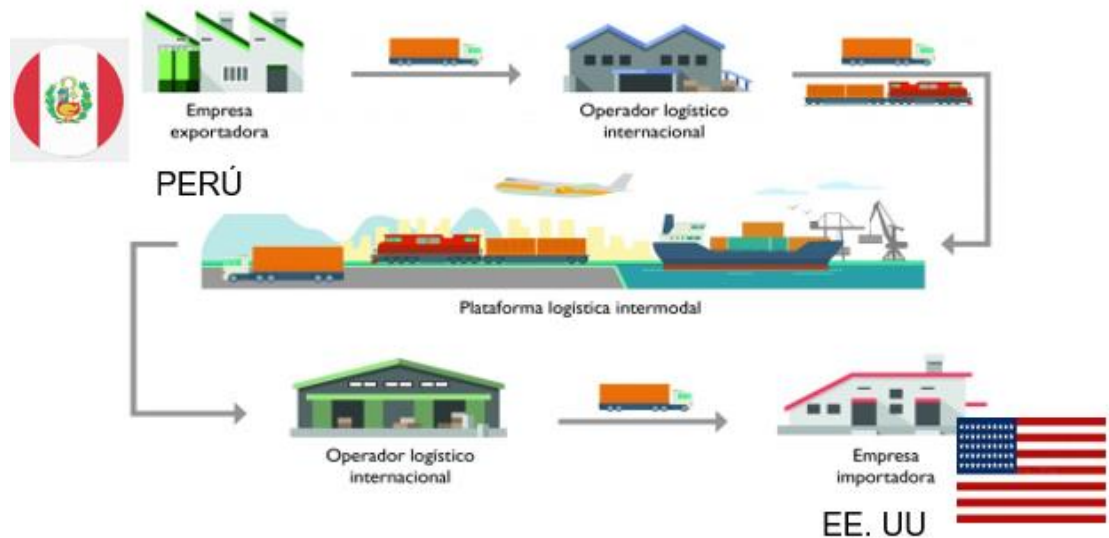 Empresa
exportadora
Operador logístico
internacional
PERÚ
Plataforma logística intermodal
Operador logístico
internacional
Empresa
importadora
EE. UU